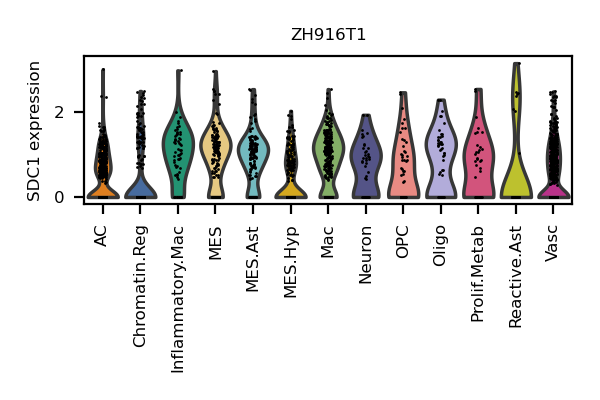 ZH916T1
SDC1 expression
2
0
AC
Chromatin.Reg
Inflammatory.Mac
MES
MES.Ast
MES.Hyp
Mac
Neuron
OPC
Oligo
Prolif.Metab
Reactive.Ast
Vasc